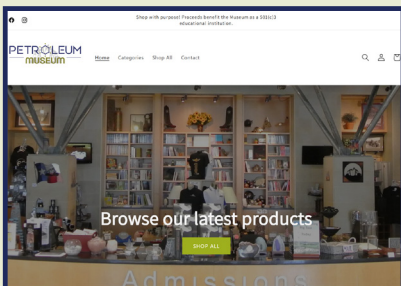 Shop with purpose! Proceeds benefit the Museum as a 501(c)3
educational institution.
PETROLEUM
MUSEUM
Home Categories Shop All Contact
Browse our latest products
SHOP ALL
Admissions